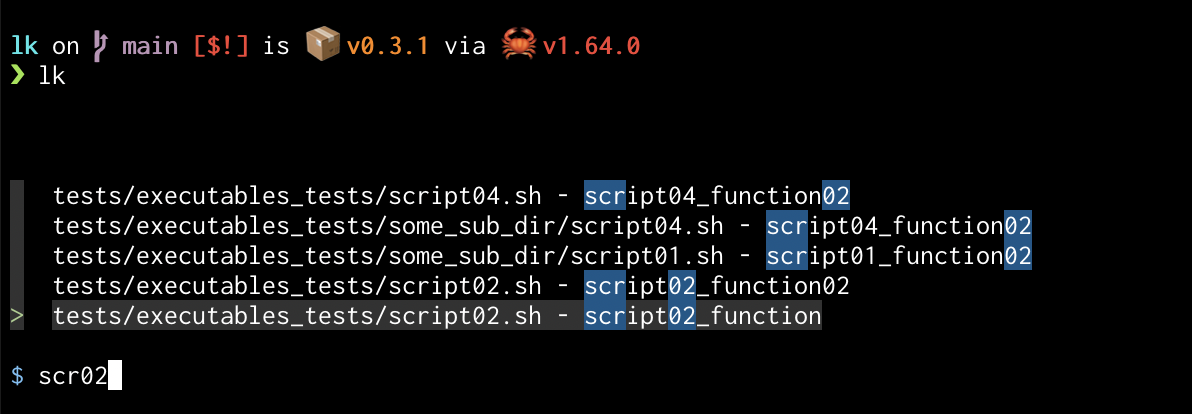 lk on main [$!] is 📦 v0.3.1 via 🦀 v1.64.0
❯ lk
tests/executables_tests/script04.sh - script04_function02
tests/executables_tests/some_sub_dir/script04.sh - script04_function02
tests/executables_tests/some_sub_dir/script01.sh - script01_function02
tests/executables_tests/script02.sh - script02_function02
> tests/executables_tests/script02.sh - script02_function
$ scr02